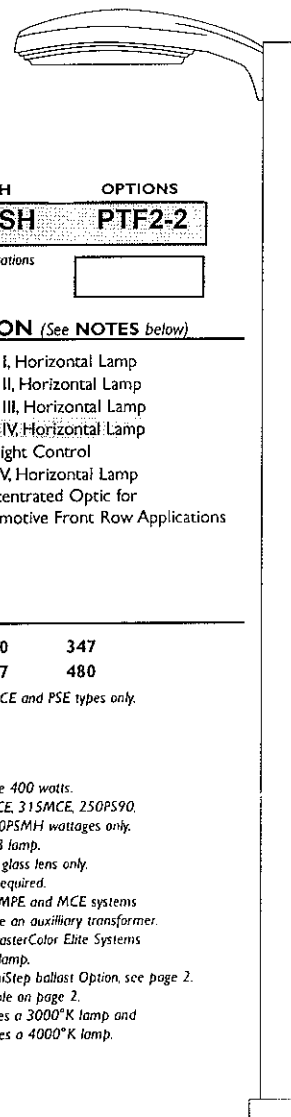 H OPTIONS
SH PTF2-2
ations
ON (See NOTES below)
I, Horizontal Lamp
II, Horizontal Lamp
III, Horizontal Lamp
IV, Horizontal Lamp
ight Control
V, Horizontal Lamp
centrated Optic for
motive Front Row Applications
0 347
7 480
CE and PSE types only.
e 400 watts.
CE, 315MCE, 250PS90,
0PSMH wattages only.
B lamp.
glass lens only.
equired.
MPE and MCE systems
e an auxilliary transformer.
asterColor Elite Systems
lamp.
niStep ballast Option, see page 2.
ble on page 2.
es a 3000°K lamp and
es a 4000°K lamp.